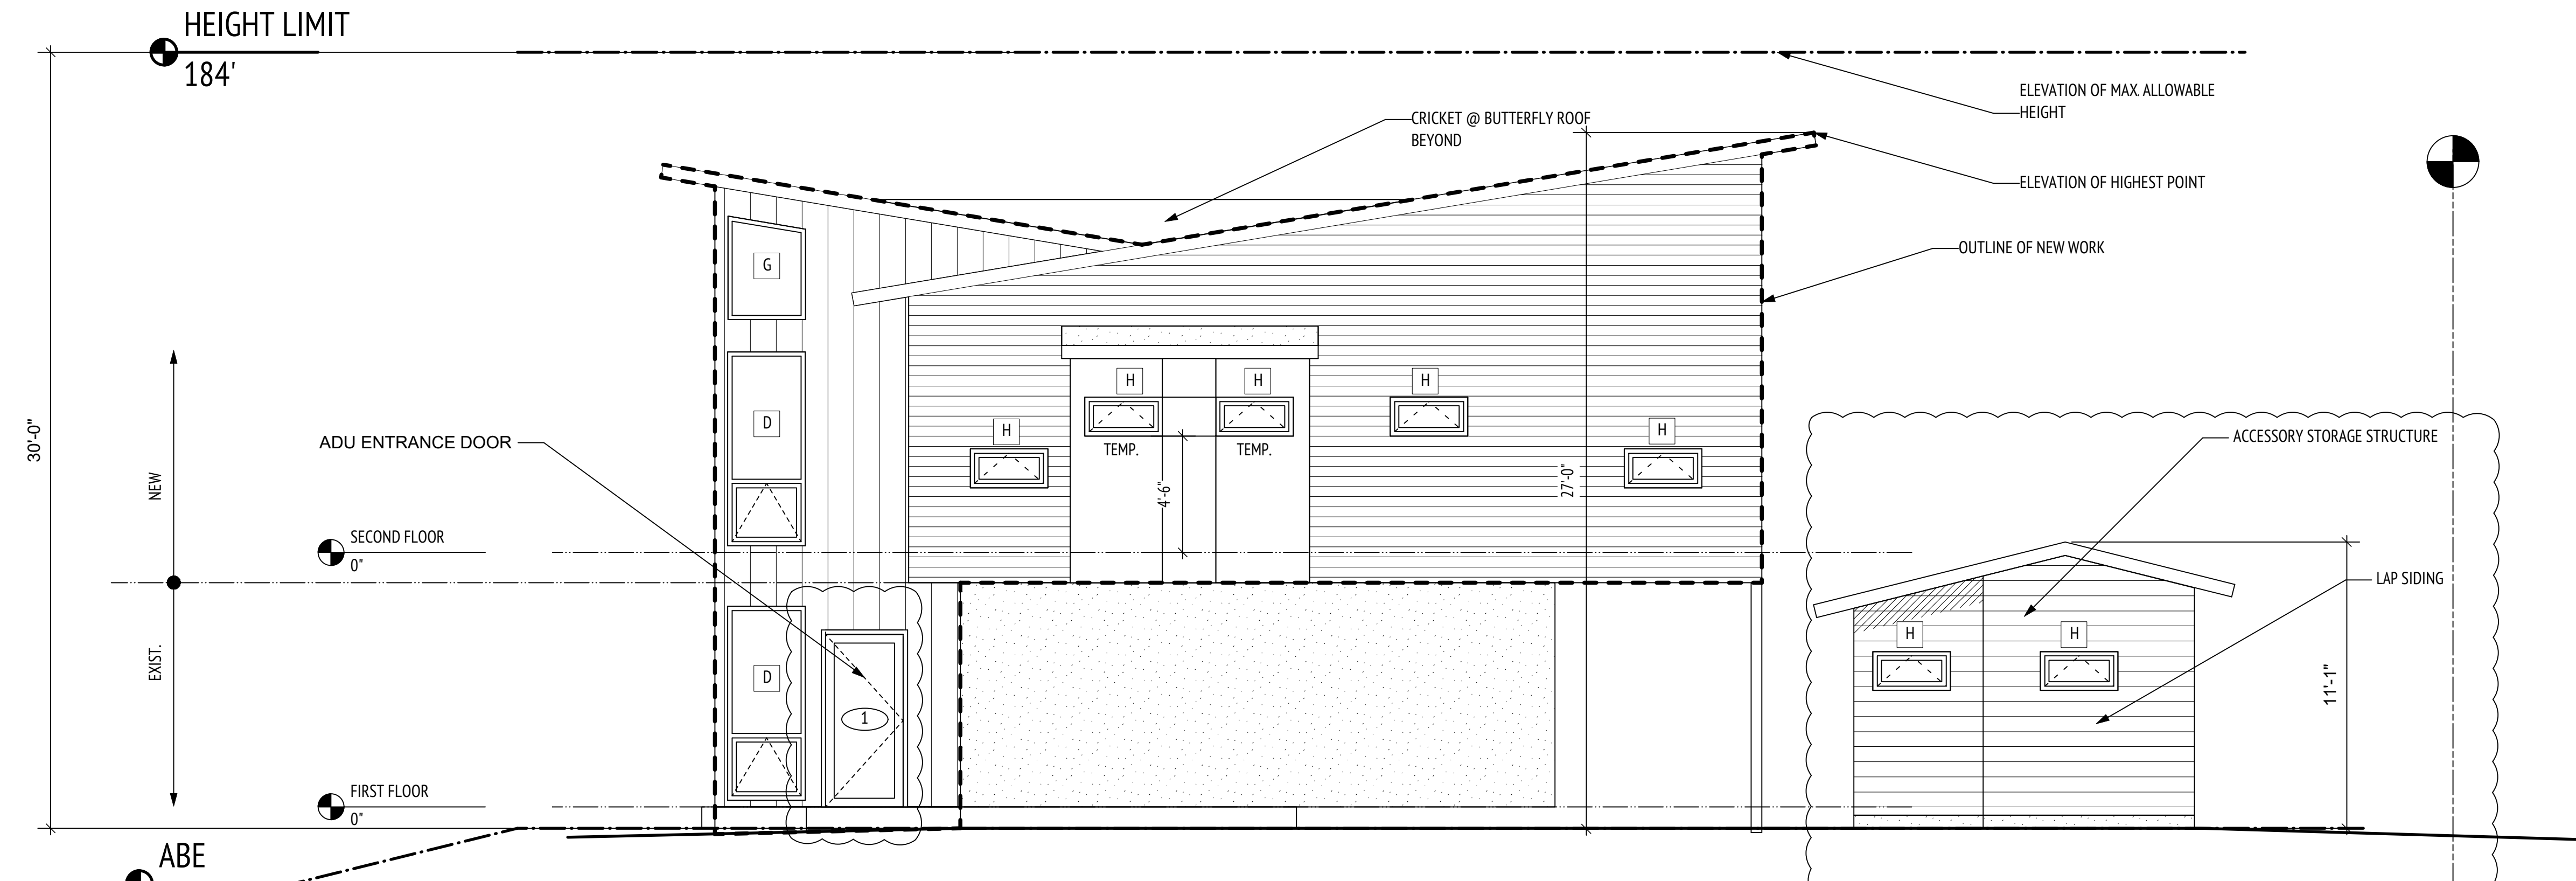 HEIGHT LIMIT
184'
ELEVATION OF MAX. ALLOWABLE
HEIGHT
CRICKET @ BUTTERFLY ROOF
BEYOND
ELEVATION OF HIGHEST POINT
OUTLINE OF NEW WORK
G
H
H
H
D
H
H
TEMP.
TEMP.
ADU ENTRANCE DOOR
ACCESSORY STORAGE STRUCTURE
30'-0"
NEW
4'-6"
27'-0"
SECOND FLOOR
0"
LAP SIDING
H
H
EXIST.
D
11'-1"
1
FIRST FLOOR
0"
ABE